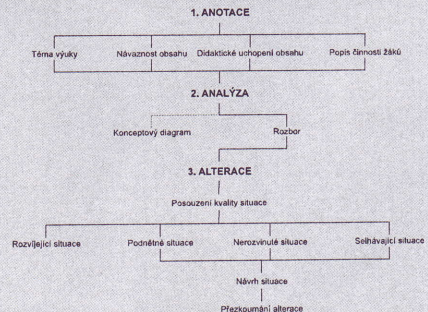 1. ANOTACE
Téma výuky Návaznost obsahu Didaktické uchopení obsahu Popis činnosti žáků
2. ANALÝZA
Konceptový diagram Rozbor
3. ALTERACE
Posouzení kvality situace
Rozvíjející situace Podnětné situace Nerozvinuté situace Selhávající situace
Návrh situace
Přezkoumání alterace